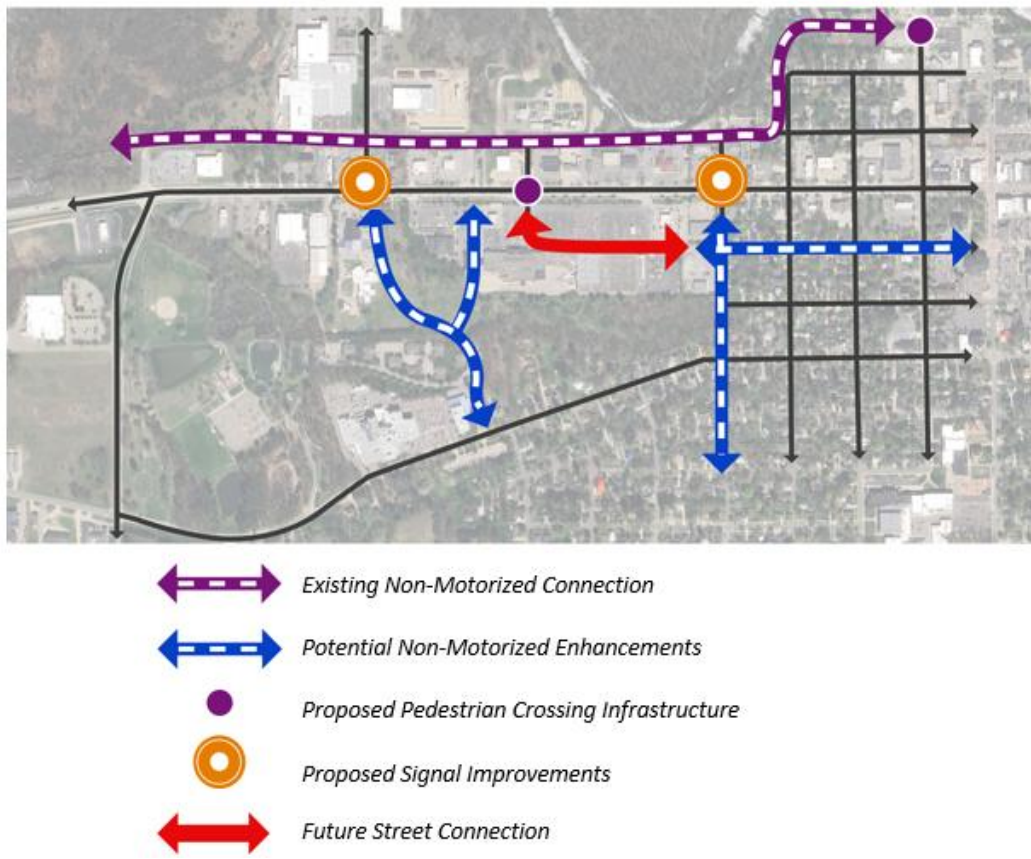 Existing Non-Motorized Connection
Potential Non-Motorized Enhancements
Proposed Pedestrian Crossing Infrastructure
Proposed Signal Improvements
Future Street Connection